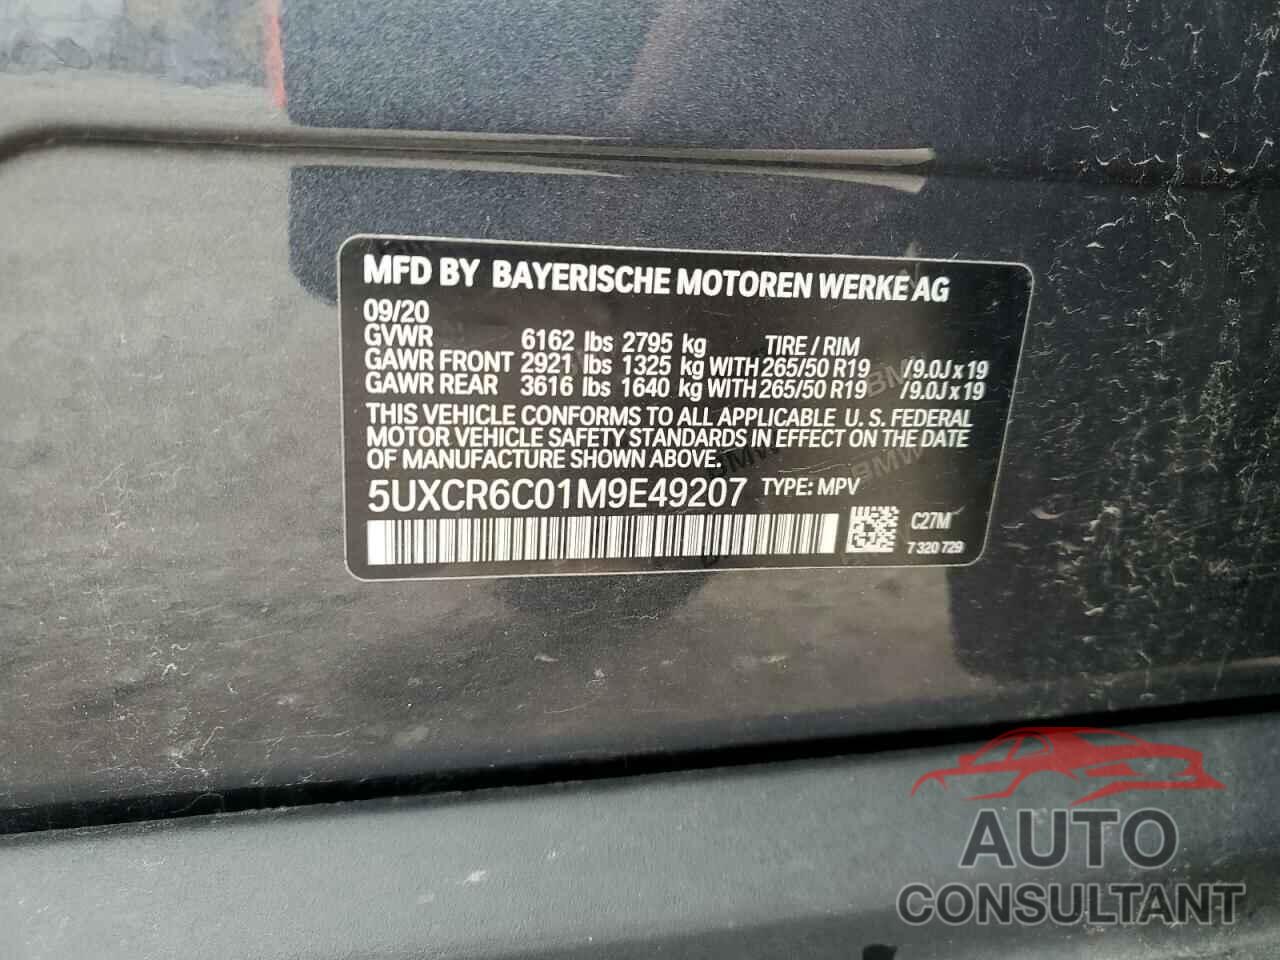 MFD BY BAYERISCHE MOTOREN WERKE AG
09/20
GVWR 6162 lbs 2795 kg TIRE / RIM
GAWR FRONT 2921 lbs 1325 kg WITH 265/50 R19 /9.0J x 19
GAWR REAR 3616 lbs 1640 kg WITH 265/50 R19 /9.0J x 19
THIS VEHICLE CONFORMS TO ALL APPLICABLE U. S. FEDERAL
MOTOR VEHICLE SAFETY STANDARDS IN EFFECT ON THE DATE
OF MANUFACTURE SHOWN ABOVE.
5UXCR6C01M9E49207 TYPE: MPV
C27M
7 320 729
AUTO
CONSULTANT